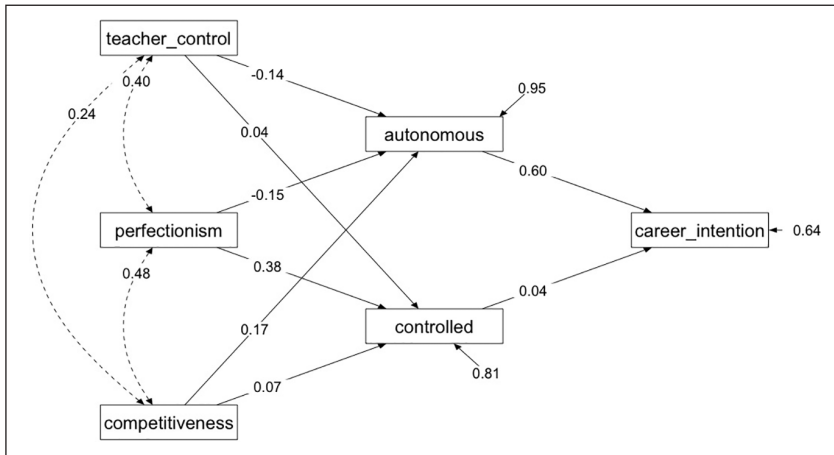 teacher_control
-0.14
0.40
0.95
0.24
0.04
autonomous
0.60
-0.15
perfectionism
career_intention
0.64
0.48
0.38
0.04
0.17
controlled
0.81
0.07
competitiveness